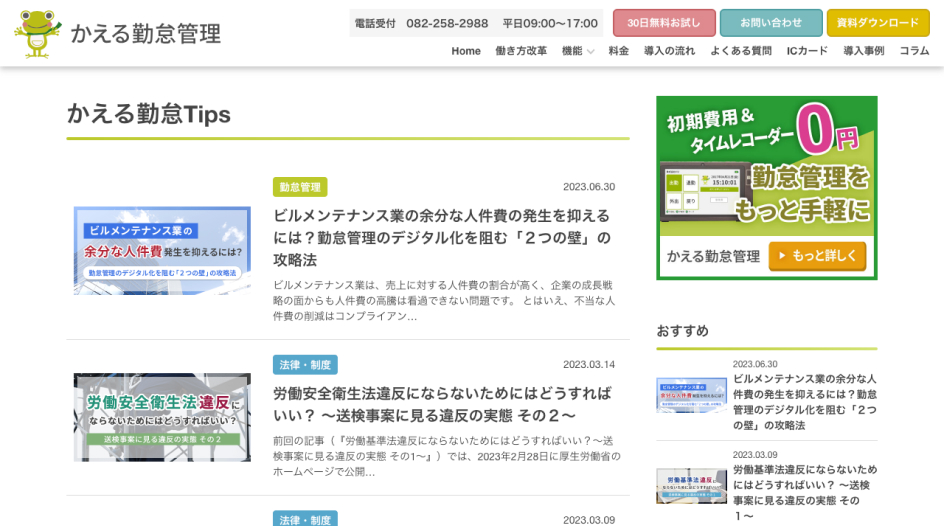 かえる勤怠管理
電話受付 082-258-2988 平日09:00〜17:00
30日無料お試し
お問い合わせ
資料ダウンロード
Home 働き方改革 機能 料金 導入の流れ よくある質問 ICカード 導入事例 コラム
かえる勤怠Tips
勤怠管理
2023.06.30
ビルメンテナンス業の
余分な人件費発生を抑えるには?
勤怠管理のデジタル化を阻む「２つの壁」の攻略法
ビルメンテナンス業の余分な人件費の発生を抑える
には？勤怠管理のデジタル化を阻む「２つの壁」の
攻略法
ビルメンテナンス業は、売上に対する人件費の割合が高く、企業の成長戦
略の面からも人件費の高騰は看過できない問題です。 とはいえ、不当な人
件費の削減はコンプライアン…
法律・制度
2023.03.14
労働安全衛生法違反に
ならないためにはどうすればいい？
送検事案に見る違反の実態 その２
労働安全衛生法違反にならないためにはどうすれば
いい？ 〜送検事案に見る違反の実態 その２〜
前回の記事（『労働基準法違反にならないためにはどうすればいい？〜送
検事案に見る違反の実態 その1〜』）では、2023年2月28日に厚生労働省の
ホームページで公開…
法律・制度
2023.03.09
初期費用＆
タイムレコーダー0円
15:10:01
勤怠管理を
もっと手軽に
かえる勤怠管理
もっと詳しく
おすすめ
2023.06.30
ビルメンテナンス業の余分な人
件費の発生を抑えるには？勤怠
管理のデジタル化を阻む「２つ
の壁」の攻略法
2023.03.09
労働基準法違反にならないため
にはどうすればいい？ 〜送検
事案に見る違反の実態 その
１〜